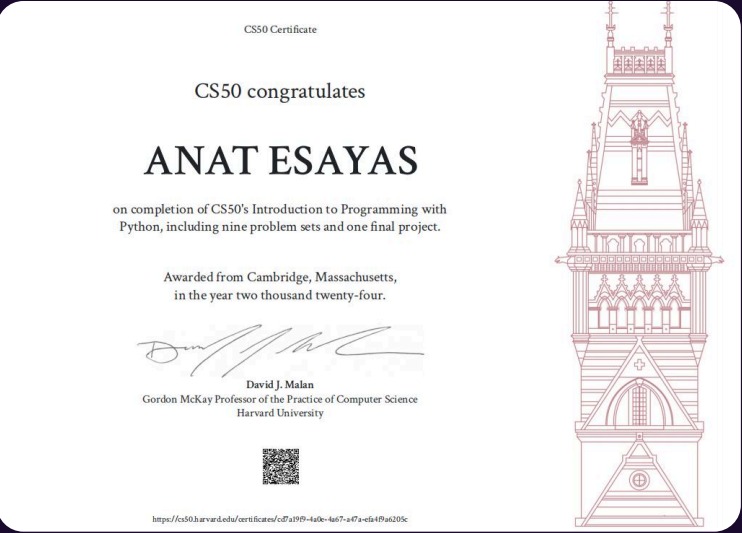 CS50 Certificate
CS50 congratulates
ANAT ESAYAS
on completion of CS50's Introduction to Programming with
Python, including nine problem sets and one final project.
Awarded from Cambridge, Massachusetts,
in the year two thousand twenty-four.
David J. Malan
Gordon McKay Professor of the Practice of Computer Science
Harvard University
https://cs50.harvard.edu/certificates/cd7a19f9-4a0e-4a67-a47a-efa4f9a6205c